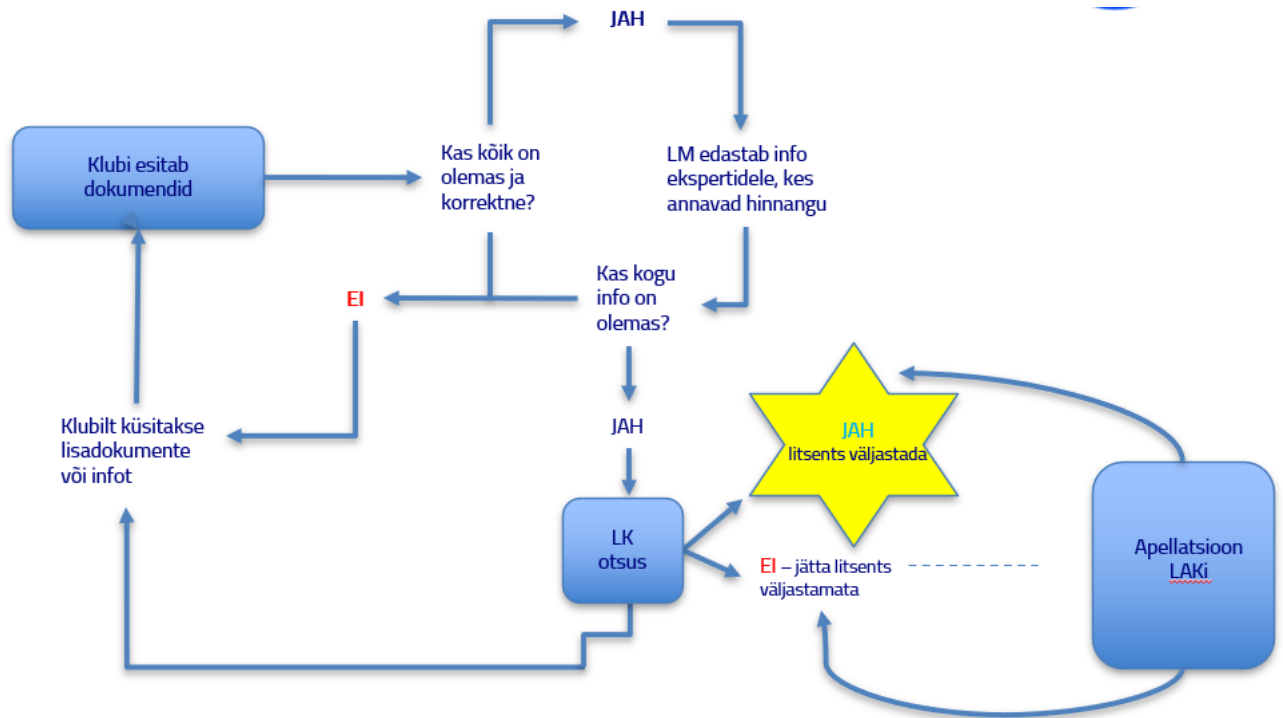 JAH
Klubi esitab
dokumendid
Kas kõik on
olemas ja
korrektne?
LM edastab info
ekspertidele, kes
annavad hinnangu
Kas kogu
info on
olemas?
EI
Klubilt küsitakse
lisadokumente
või infot
JAH
LK
otsus
JAH
litsents väljastada
EI – jätta litsents
väljastamata
Apellatsioon
LAKi